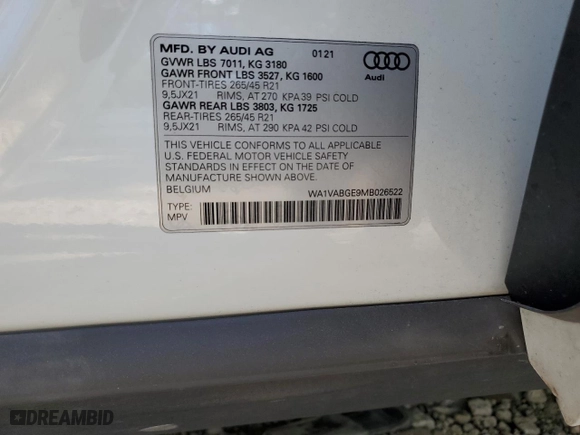 MFD. BY AUDI AG 01 21
GVWR LBS 7011, KG 3180
GAWR FRONT LBS 3527, KG 1600
FRONT-TIRES 265/45 R21
9,5JX21 RIMS, AT 270 KPA 39 PSI COLD
GAWR REAR LBS 3803, KG 1725
REAR-TIRES 265/45 R21
9,5JX21 RIMS, AT 290 KPA 42 PSI COLD
Audi
THIS VEHICLE CONFORMS TO ALL APPLICABLE
U.S. FEDERAL MOTOR VEHICLE SAFETY
STANDARDS IN EFFECT ON THE DATE OF
MANUFACTURE SHOWN ABOVE.
BELGIUM WA1VABGE9MB026522
TYPE:
MPV
DREAMBID